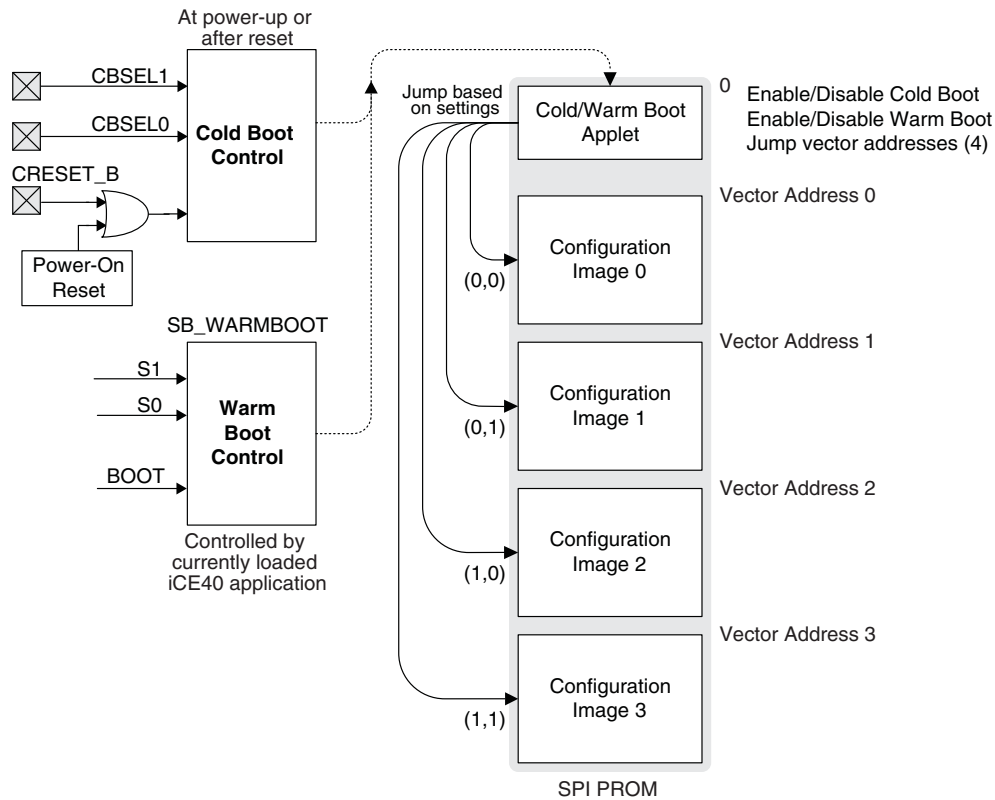 At power-up or
after reset
CBSEL1
CBSEL0
CRESET_B
Power-On
Reset
Cold Boot
Control
SB_WARMBOOT
S1
S0
BOOT
Warm
Boot
Control
Controlled by
currently loaded
iCE40 application
Jump based
on settings
Cold/Warm Boot
Applet
0
Enable/Disable Cold Boot
Enable/Disable Warm Boot
Jump vector addresses (4)
Vector Address 0
Configuration
Image 0
(0,0)
Vector Address 1
Configuration
Image 1
(0,1)
Vector Address 2
Configuration
Image 2
(1,0)
Vector Address 3
Configuration
Image 3
(1,1)
SPI PROM